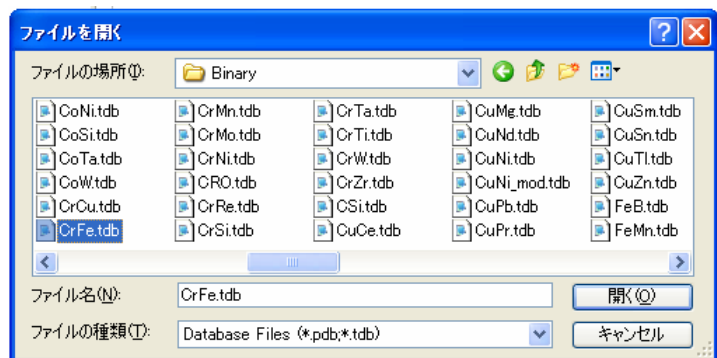 ファイルを開く
ファイルの場所(I):
Binary
CoNi.tdb CrMn.tdb CrTa.tdb CuMg.tdb CuSm.tdb
CoSi.tdb CrMo.tdb CrTi.tdb CuNd.tdb CuSn.tdb
CoTa.tdb CrNi.tdb CrW.tdb CuNi.tdb CuTl.tdb
CoW.tdb CRO.tdb CrZr.tdb CuNi_mod.tdb CuZn.tdb
CrCu.tdb CrRe.tdb CSi.tdb CuPb.tdb FeB.tdb
CrFe.tdb CrSi.tdb CuCe.tdb CuPr.tdb FeMn.tdb
ファイル名(N): CrFe.tdb 開く(O)
ファイルの種類(T): Database Files (*.pdb;*.tdb) キャンセル